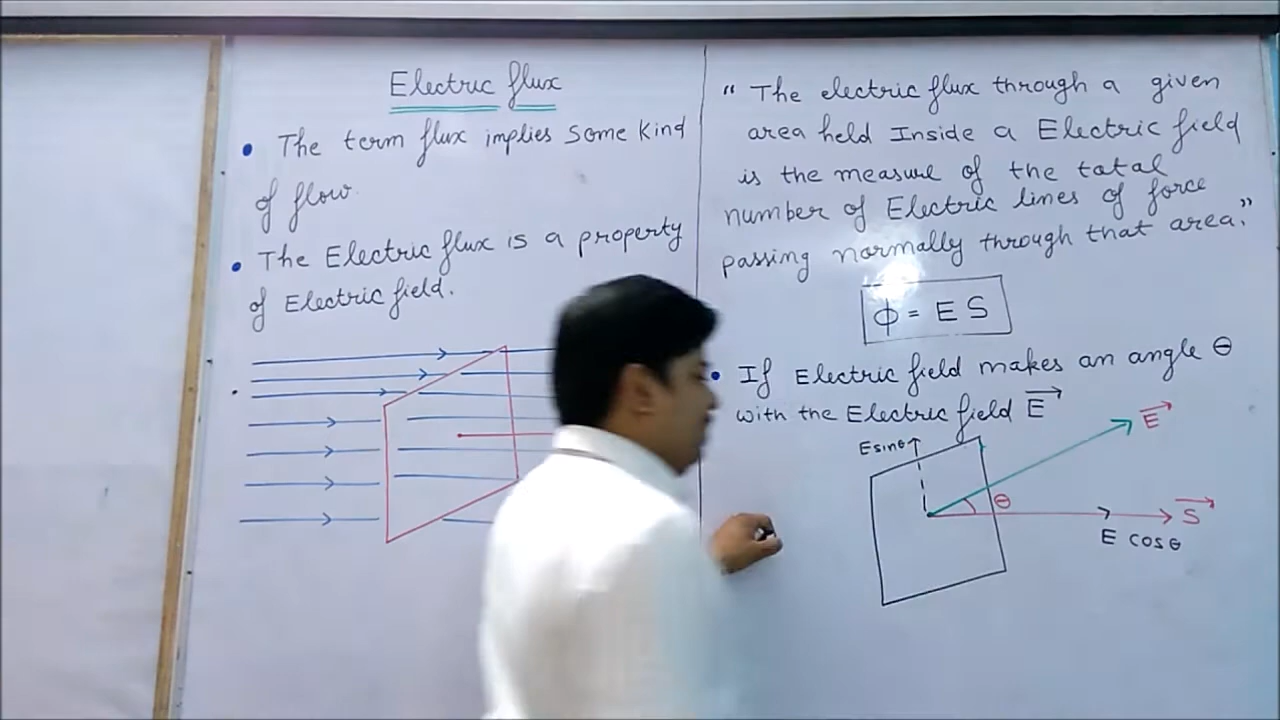 Electric flux
• The term flux implies Some Kind
of flow.
• The Electric flux is a property
of Electric field.
“ The electric flux through a given
area held Inside a Electric field
is the measure of the tatal
number of Electric lines of force
passing normally through that area.”
ϕ = E S
• If Electric field makes an angle θ
with the Electric field E⃗
E sinθ
E⃗
θ
S⃗
E cosθ